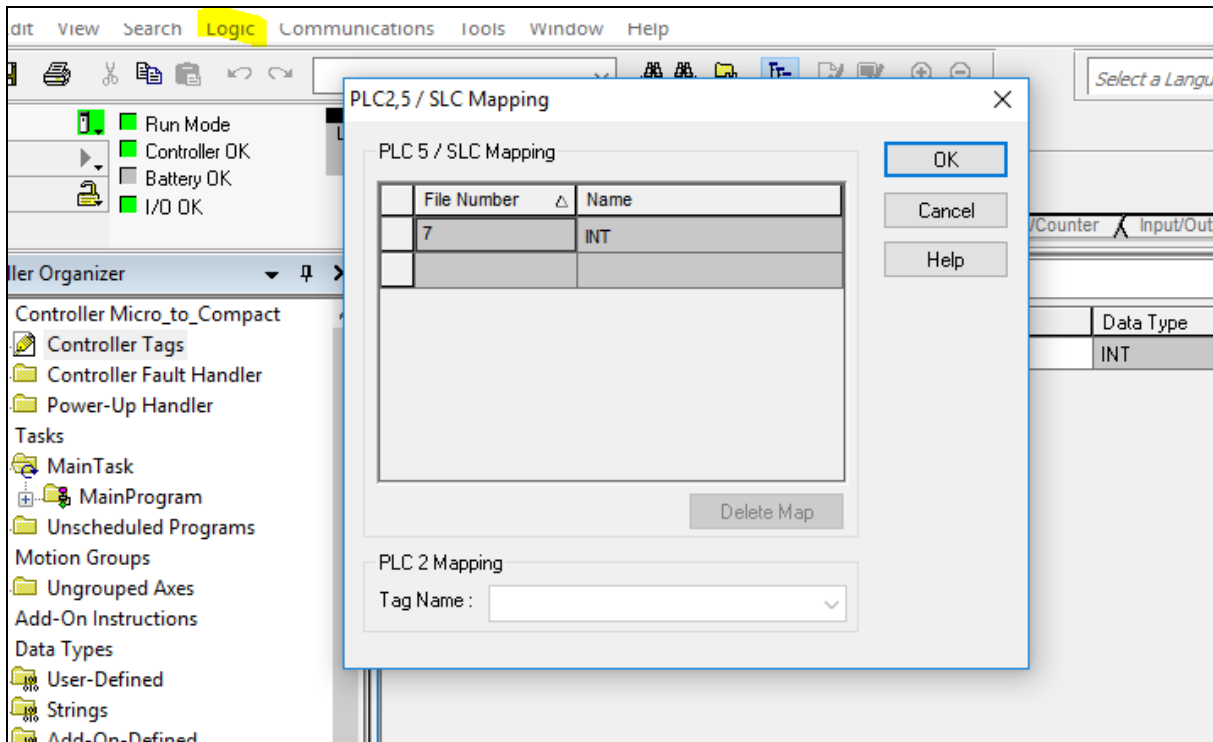 dit View Search Logic Communications Tools Window Help
Select a Langu
PLC2,5 / SLC Mapping
Run Mode
Controller OK
Battery OK
I/O OK
PLC 5 / SLC Mapping
OK
File Number Name
Cancel
7 INT
/Counter Input/Out
Help
ller Organizer
Controller Micro_to_Compact
Data Type
Controller Tags
INT
Controller Fault Handler
Power-Up Handler
Tasks
MainTask
MainProgram
Delete Map
Unscheduled Programs
Motion Groups
PLC 2 Mapping
Ungrouped Axes
Tag Name :
Add-On Instructions
Data Types
User-Defined
Strings
Add-On-Defined